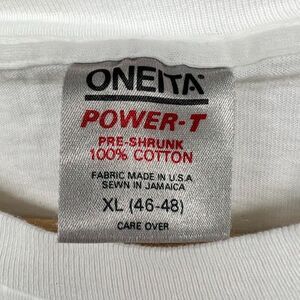 ONEITA
POWER-T
PRE-SHRUNK
100% COTTON
FABRIC MADE IN U.S.A
SEWN IN JAMAICA
XL (46-48)
CARE OVER